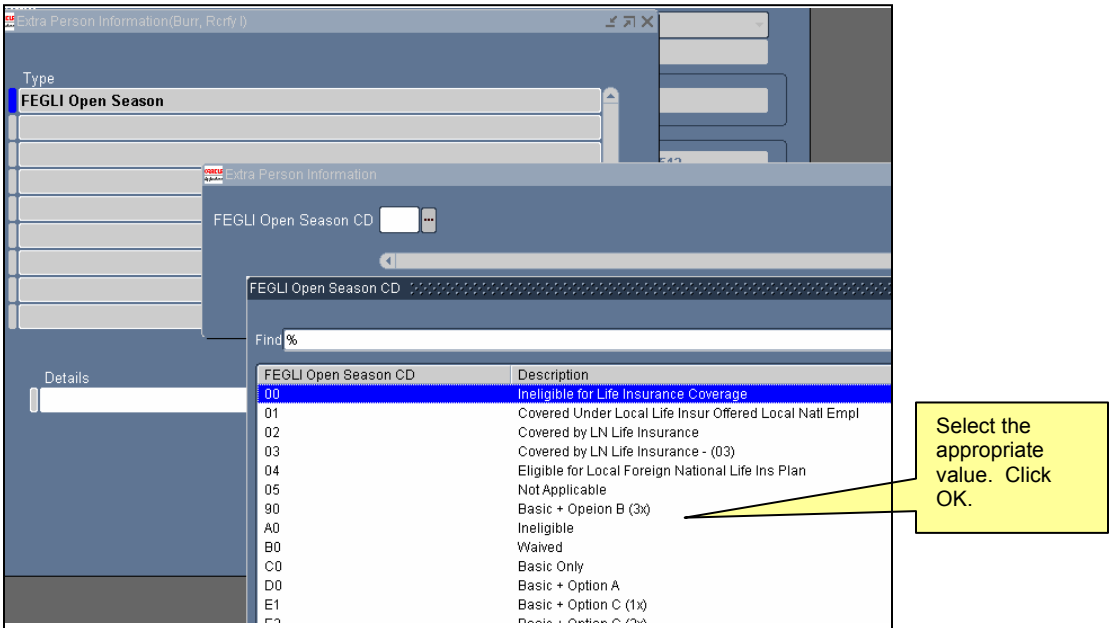 Extra Person Information(Burr, Rcrfy I)
Type
FEGLI Open Season
Extra Person Information
FEGLI Open Season CD
FEGLI Open Season CD
Find %
Details
FEGLI Open Season CD Description
00 Ineligible for Life Insurance Coverage
01 Covered Under Local Life Insur Offered Local Natl Empl
02 Covered by LN Life Insurance
03 Covered by LN Life Insurance - (03)
04 Eligible for Local Foreign National Life Ins Plan
05 Not Applicable
90 Basic + Opeion B (3x)
A0 Ineligible
B0 Waived
C0 Basic Only
D0 Basic + Option A
E1 Basic + Option C (1x)
Select the
appropriate
value. Click
OK.